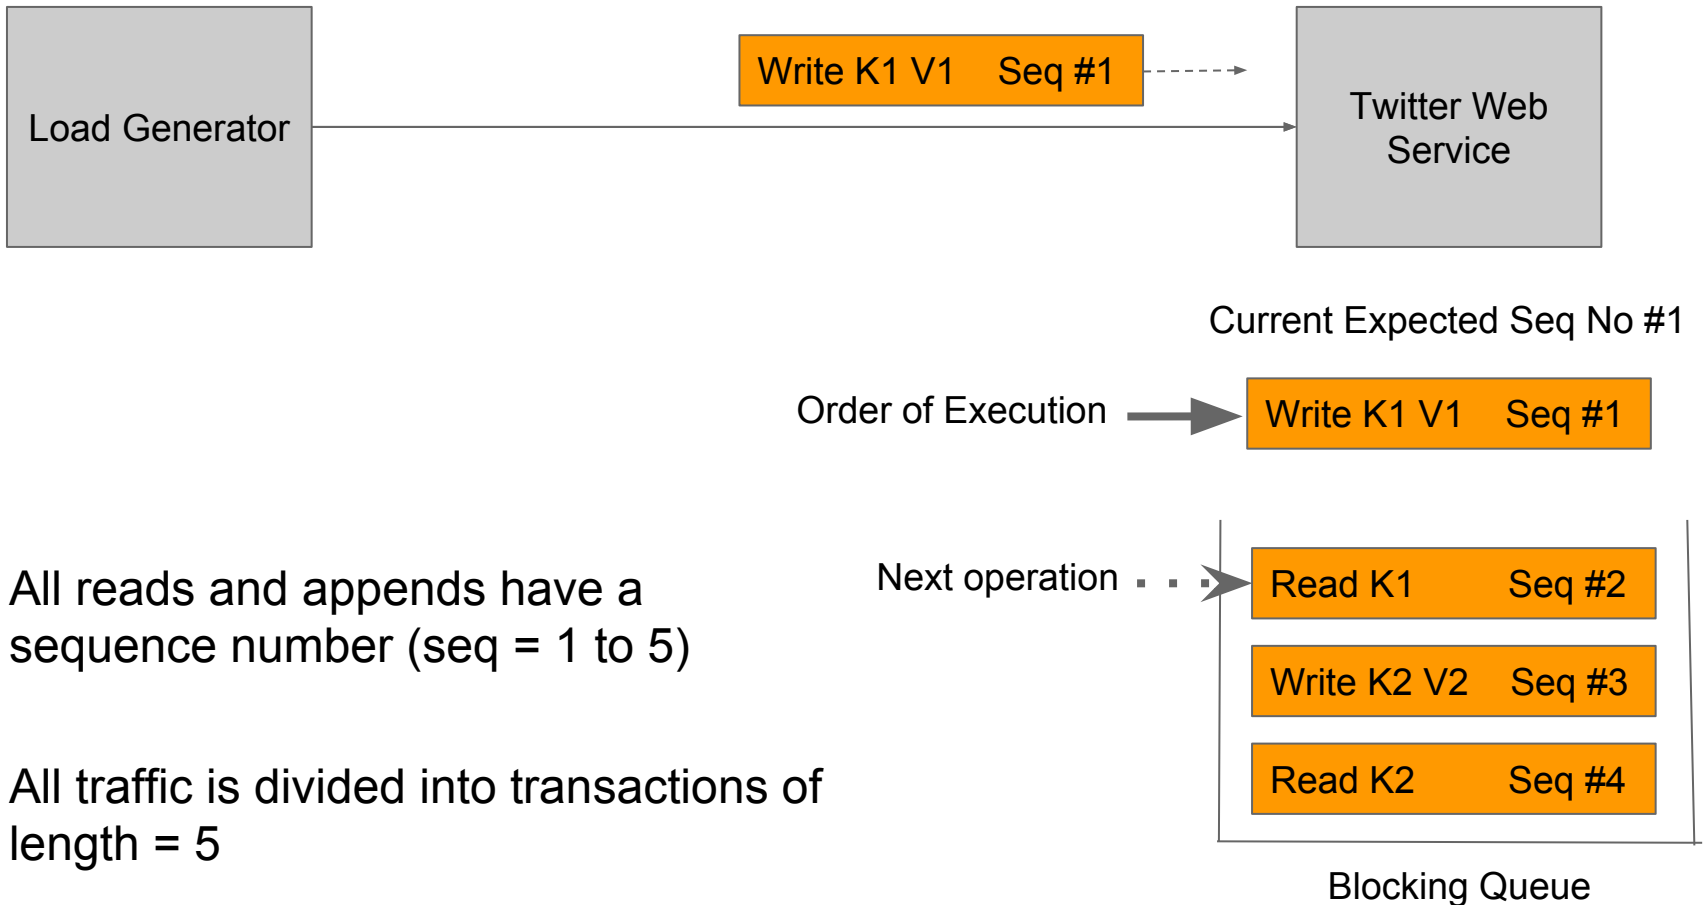 Write K1 V1 Seq #1
Load Generator
Twitter Web
Service
Current Expected Seq No #1
Order of Execution
Write K1 V1 Seq #1
All reads and appends have a
sequence number (seq = 1 to 5)
All traffic is divided into transactions of
length = 5
Next operation
Read K1 Seq #2
Write K2 V2 Seq #3
Read K2 Seq #4
Blocking Queue